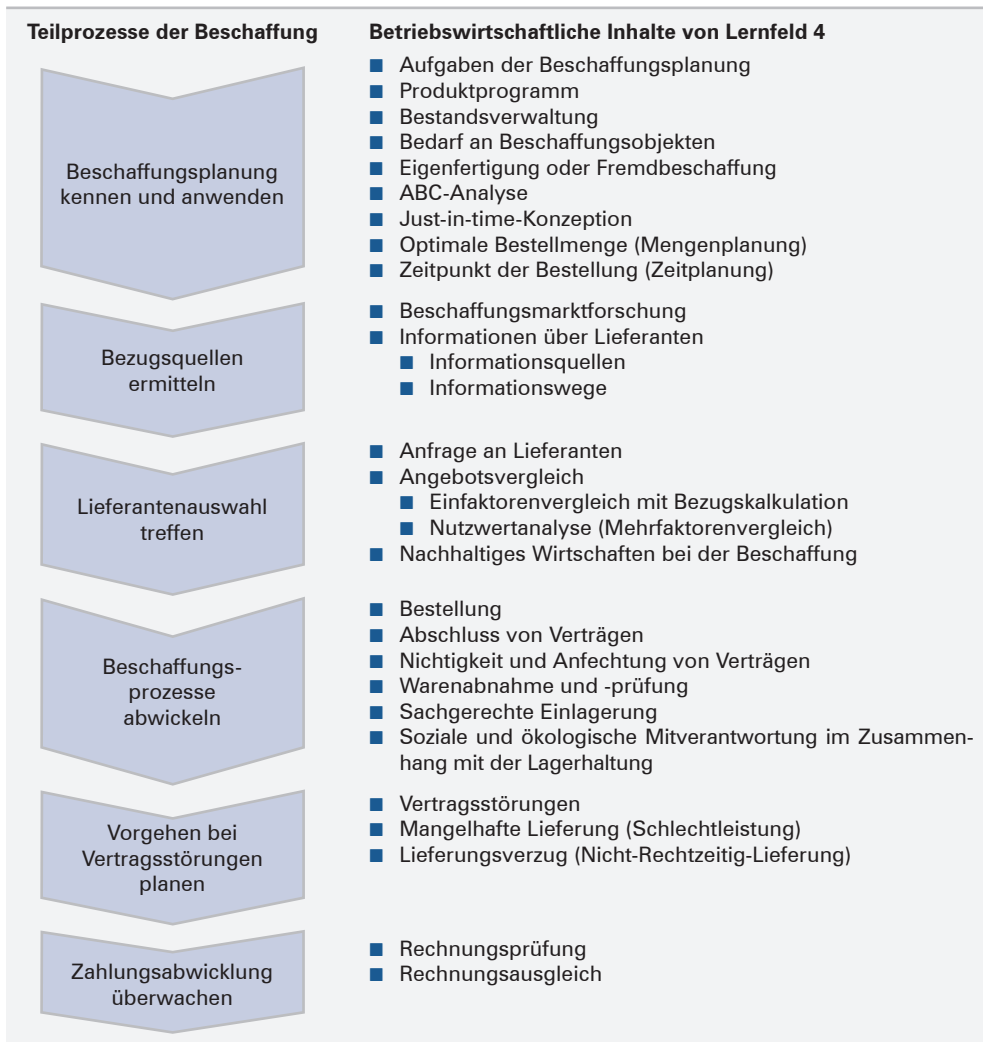 Teilprozesse der Beschaffung
Betriebswirtschaftliche Inhalte von Lernfeld 4
Beschaffungsplanung
kennen und anwenden
■ Aufgaben der Beschaffungsplanung
■ Produktprogramm
■ Bestandsverwaltung
■ Bedarf an Beschaffungsobjekten
■ Eigenfertigung oder Fremdbeschaffung
■ ABC-Analyse
■ Just-in-time-Konzeption
■ Optimale Bestellmenge (Mengenplanung)
■ Zeitpunkt der Bestellung (Zeitplanung)
Bezugsquellen
ermitteln
■ Beschaffungsmarktforschung
■ Informationen über Lieferanten
■ Informationsquellen
■ Informationswege
Lieferantenauswahl
treffen
■ Anfrage an Lieferanten
■ Angebotsvergleich
■ Einfaktorenvergleich mit Bezugskalkulation
■ Nutzwertanalyse (Mehrfaktorenvergleich)
■ Nachhaltiges Wirtschaften bei der Beschaffung
Beschaffungs-
prozesse
abwickeln
■ Bestellung
■ Abschluss von Verträgen
■ Nichtigkeit und Anfechtung von Verträgen
■ Warenabnahme und -prüfung
■ Sachgerechte Einlagerung
■ Soziale und ökologische Mitverantwortung im Zusammen-
hang mit der Lagerhaltung
Vorgehen bei
Vertragsstörungen
planen
■ Vertragsstörungen
■ Mangelhafte Lieferung (Schlechtleistung)
■ Lieferungsverzug (Nicht-Rechtzeitig-Lieferung)
Zahlungsabwicklung
überwachen
■ Rechnungsprüfung
■ Rechnungsausgleich